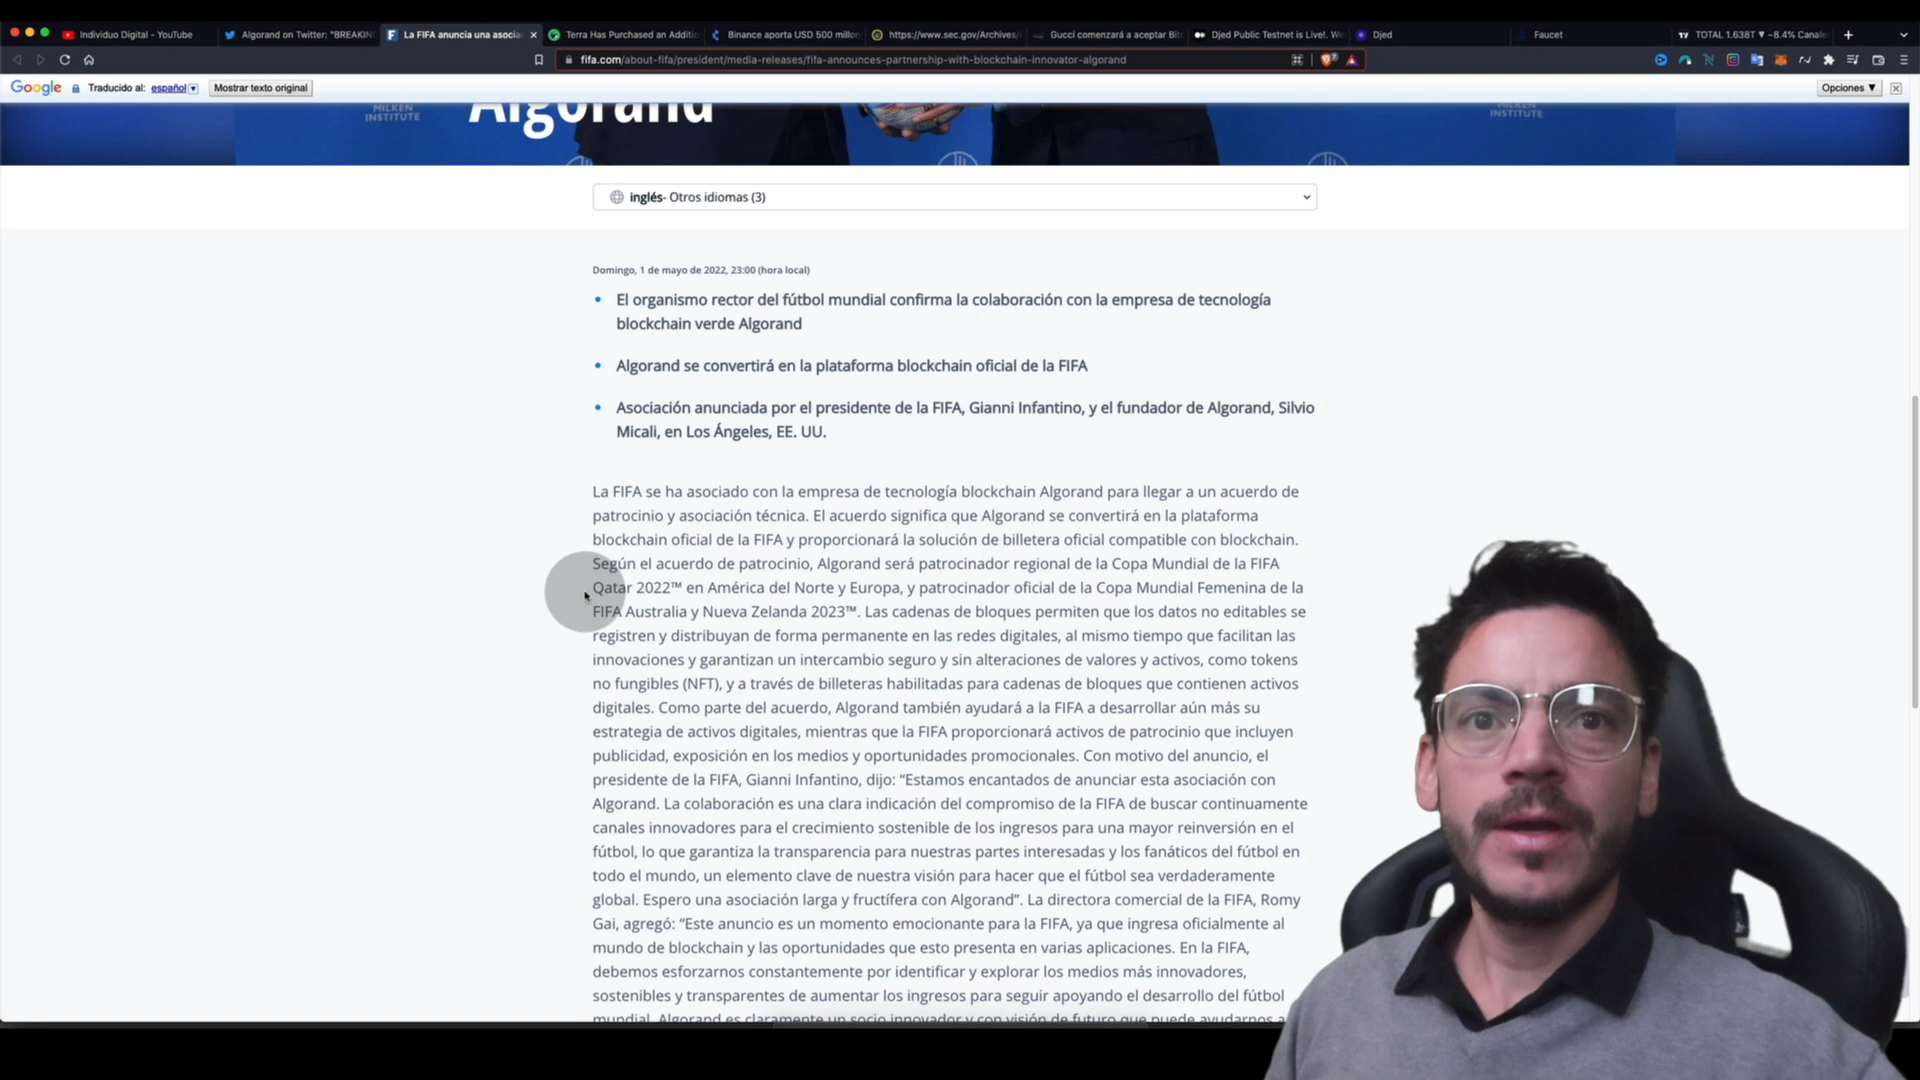 Individuo Digital - YouTube
Algorand on Twitter: "BREAKIN
La FIFA anuncia una asocia
Terra Has Purchased an Additio
Binance aporta USD 500 millon
https://www.sec.gov/Archives/
Gucci comenzará a aceptar Bit
Djed Public Testnet is Live!. We
Djed
Faucet
TOTAL 1.638T ▼ −8.4% Canale
fifa.com/about-fifa/president/media-releases/fifa-announces-partnership-with-blockchain-innovator-algorand
Google
Traducido al: español
Mostrar texto original
Opciones ▼
Algorand
MILKEN
INSTITUTE
MILKEN
INSTITUTE
inglés- Otros idiomas (3)
Domingo, 1 de mayo de 2022, 23:00 (hora local)
• El organismo rector del fútbol mundial confirma la colaboración con la empresa de tecnología
blockchain verde Algorand
• Algorand se convertirá en la plataforma blockchain oficial de la FIFA
• Asociación anunciada por el presidente de la FIFA, Gianni Infantino, y el fundador de Algorand, Silvio
Micali, en Los Ángeles, EE. UU.
La FIFA se ha asociado con la empresa de tecnología blockchain Algorand para llegar a un acuerdo de
patrocinio y asociación técnica. El acuerdo significa que Algorand se convertirá en la plataforma
blockchain oficial de la FIFA y proporcionará la solución de billetera oficial compatible con blockchain.
Según el acuerdo de patrocinio, Algorand será patrocinador regional de la Copa Mundial de la FIFA
Qatar 2022™ en América del Norte y Europa, y patrocinador oficial de la Copa Mundial Femenina de la
FIFA Australia y Nueva Zelanda 2023™. Las cadenas de bloques permiten que los datos no editables se
registren y distribuyan de forma permanente en las redes digitales, al mismo tiempo que facilitan las
innovaciones y garantizan un intercambio seguro y sin alteraciones de valores y activos, como tokens
no fungibles (NFT), y a través de billeteras habilitadas para cadenas de bloques que contienen activos
digitales. Como parte del acuerdo, Algorand también ayudará a la FIFA a desarrollar aún más su
estrategia de activos digitales, mientras que la FIFA proporcionará activos de patrocinio que incluyen
publicidad, exposición en los medios y oportunidades promocionales. Con motivo del anuncio, el
presidente de la FIFA, Gianni Infantino, dijo: “Estamos encantados de anunciar esta asociación con
Algorand. La colaboración es una clara indicación del compromiso de la FIFA de buscar continuamente
canales innovadores para el crecimiento sostenible de los ingresos para una mayor reinversión en el
fútbol, lo que garantiza la transparencia para nuestras partes interesadas y los fanáticos del fútbol en
todo el mundo, un elemento clave de nuestra visión para hacer que el fútbol sea verdaderamente
global. Espero una asociación larga y fructífera con Algorand”. La directora comercial de la FIFA, Romy
Gai, agregó: “Este anuncio es un momento emocionante para la FIFA, ya que ingresa oficialmente al
mundo de blockchain y las oportunidades que esto presenta en varias aplicaciones. En la FIFA,
debemos esforzarnos constantemente por identificar y explorar los medios más innovadores,
sostenibles y transparentes de aumentar los ingresos para seguir apoyando el desarrollo del fútbol
mundial. Algorand es claramente un socio innovador y con visión de futuro que puede ayudarnos a